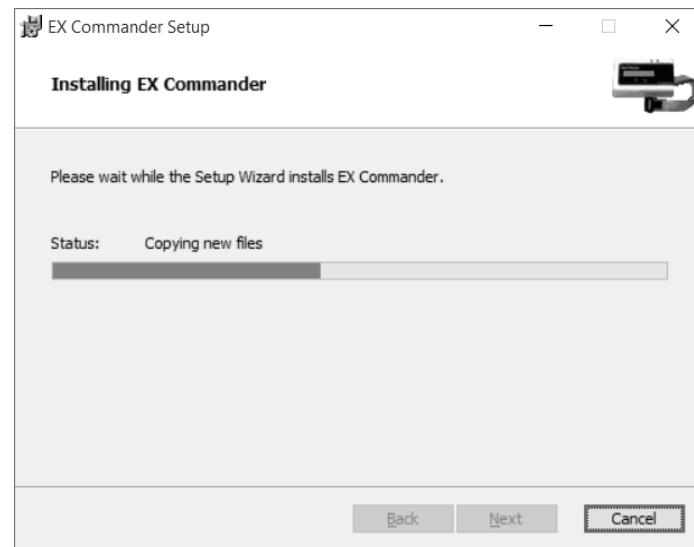 EX Commander Setup
Installing EX Commander
Please wait while the Setup Wizard installs EX Commander.
Status: Copying new files
Back Next Cancel